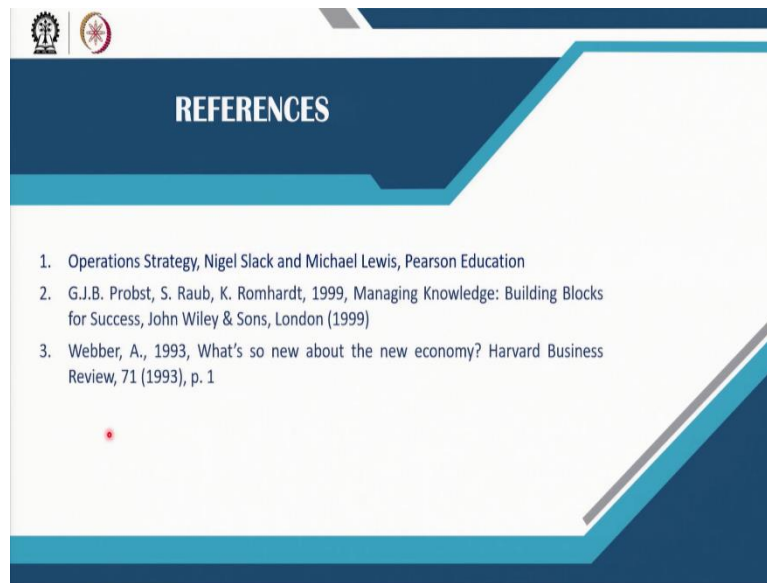 REFERENCES
1. Operations Strategy, Nigel Slack and Michael Lewis, Pearson Education
2. G.J.B. Probst, S. Raub, K. Romhardt, 1999, Managing Knowledge: Building Blocks
for Success, John Wiley & Sons, London (1999)
3. Webber, A., 1993, What's so new about the new economy? Harvard Business
Review, 71 (1993), p. 1